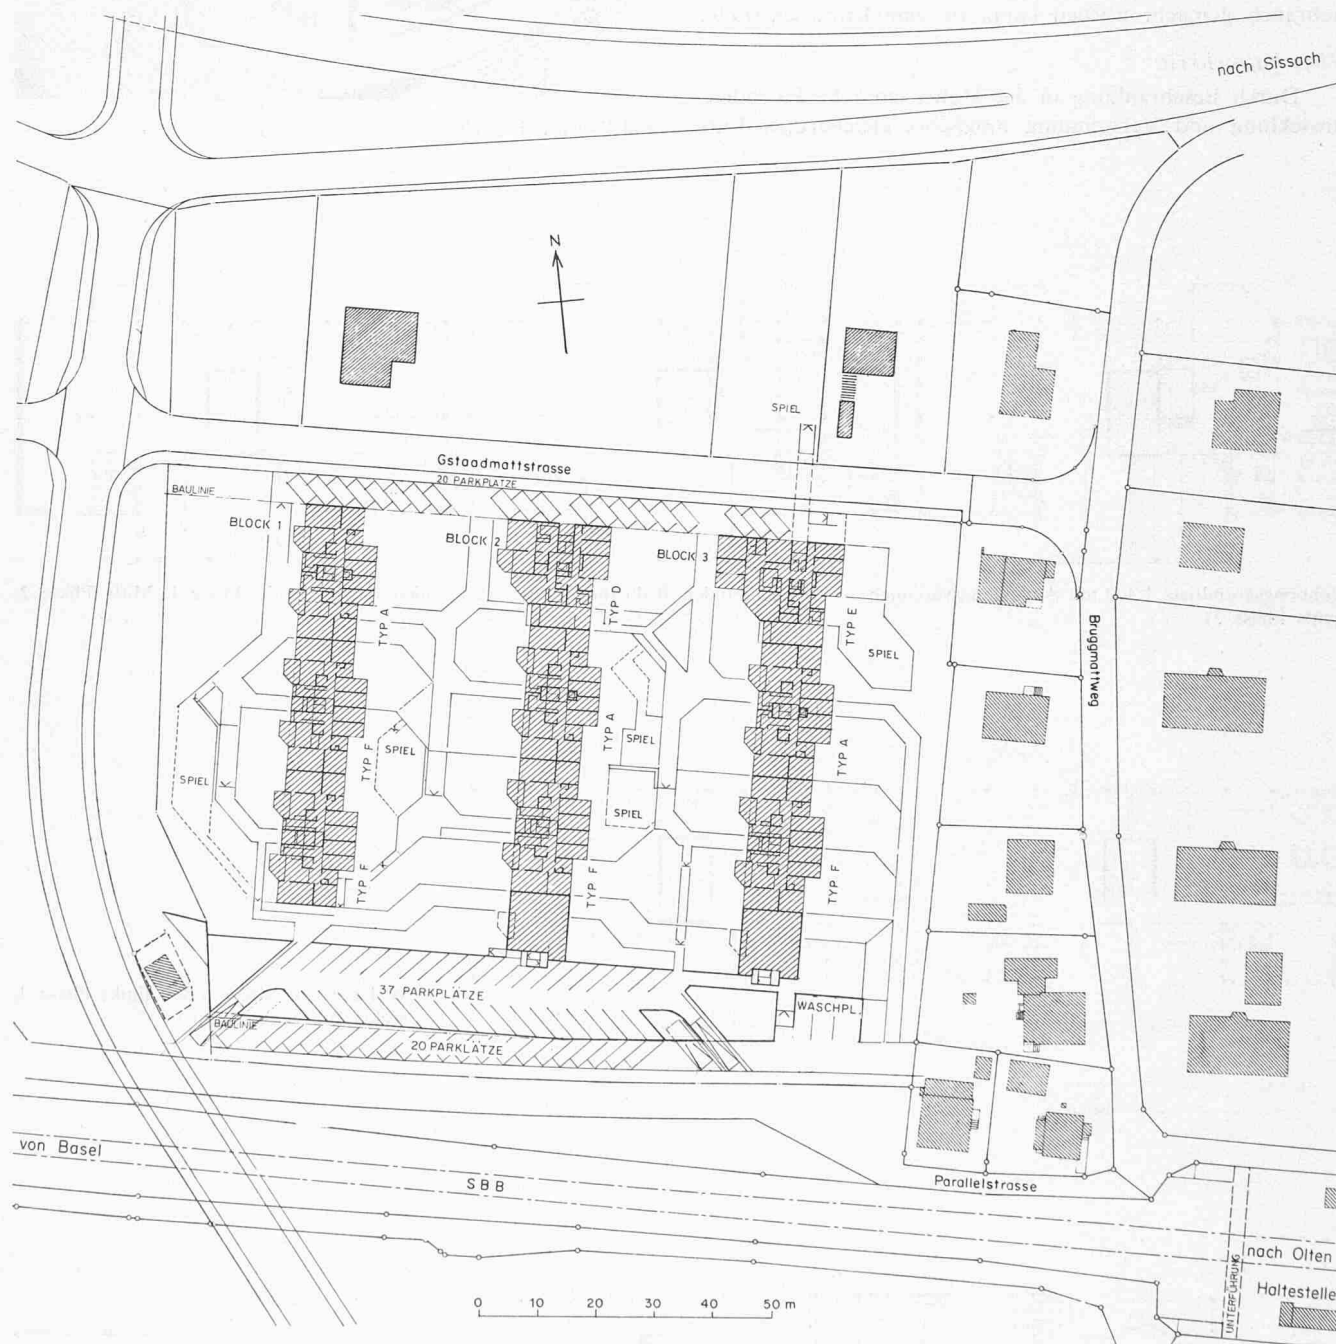 nach Sissach
N
SPIEL
Gstaadmattstrasse
20 PARKPLÄTZE
BAULINIE
BLOCK 1
BLOCK 2
BLOCK 3
TYP A
TYP D
TYP E
SPIEL
Bruggmattweg
TYP F
SPIEL
TYP A
SPIEL
TYP A
SPIEL
SPIEL
TYP F
TYP F
TYP F
37 PARKPLÄTZE
WASCHPL.
BAULINIE
20 PARKLÄTZE
von Basel
SBB
Parallelstrasse
UNTERFÜHRUNG
nach Olten
Haltestelle
0 10 20 30 40 50 m